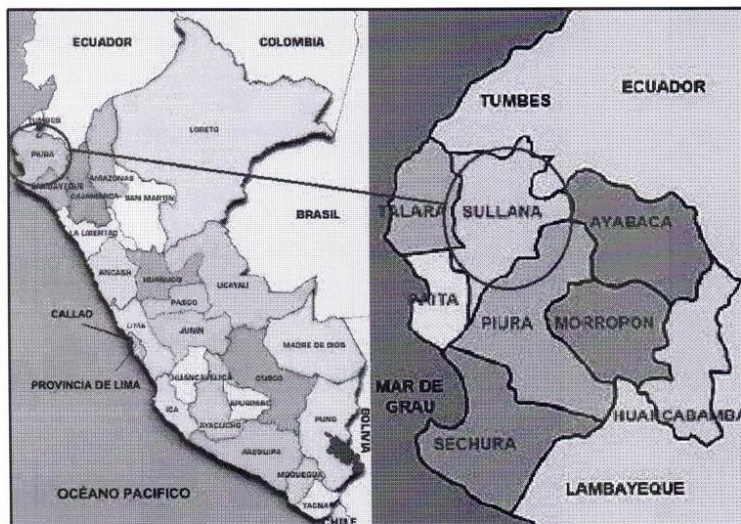 ECUADOR
COLOMBIA
TUMBES
PIURA
LORETO
AMAZONAS
LAMBAYEQUE
CAJAMARCA
SAN MARTIN
BRASIL
LA LIBERTAD
ANCASH
HUANUCO
UCAYALI
PASCO
CALLAO
LIMA
JUNIN
MADRE DE DIOS
PROVINCIA DE LIMA
HUANCAVELICA
CUSCO
ICA
APURIMAC
AYACUCHO
PUNO
BOLIVIA
AREQUIPA
MOQUEGUA
OCÉANO PACIFICO
TACNA
CHILE
ECUADOR
TUMBES
TALARA
SULLANA
AYABACA
PAITA
PIURA
MORROPON
MAR DE
GRAU
HUANCABAMBA
SECHURA
LAMBAYEQUE